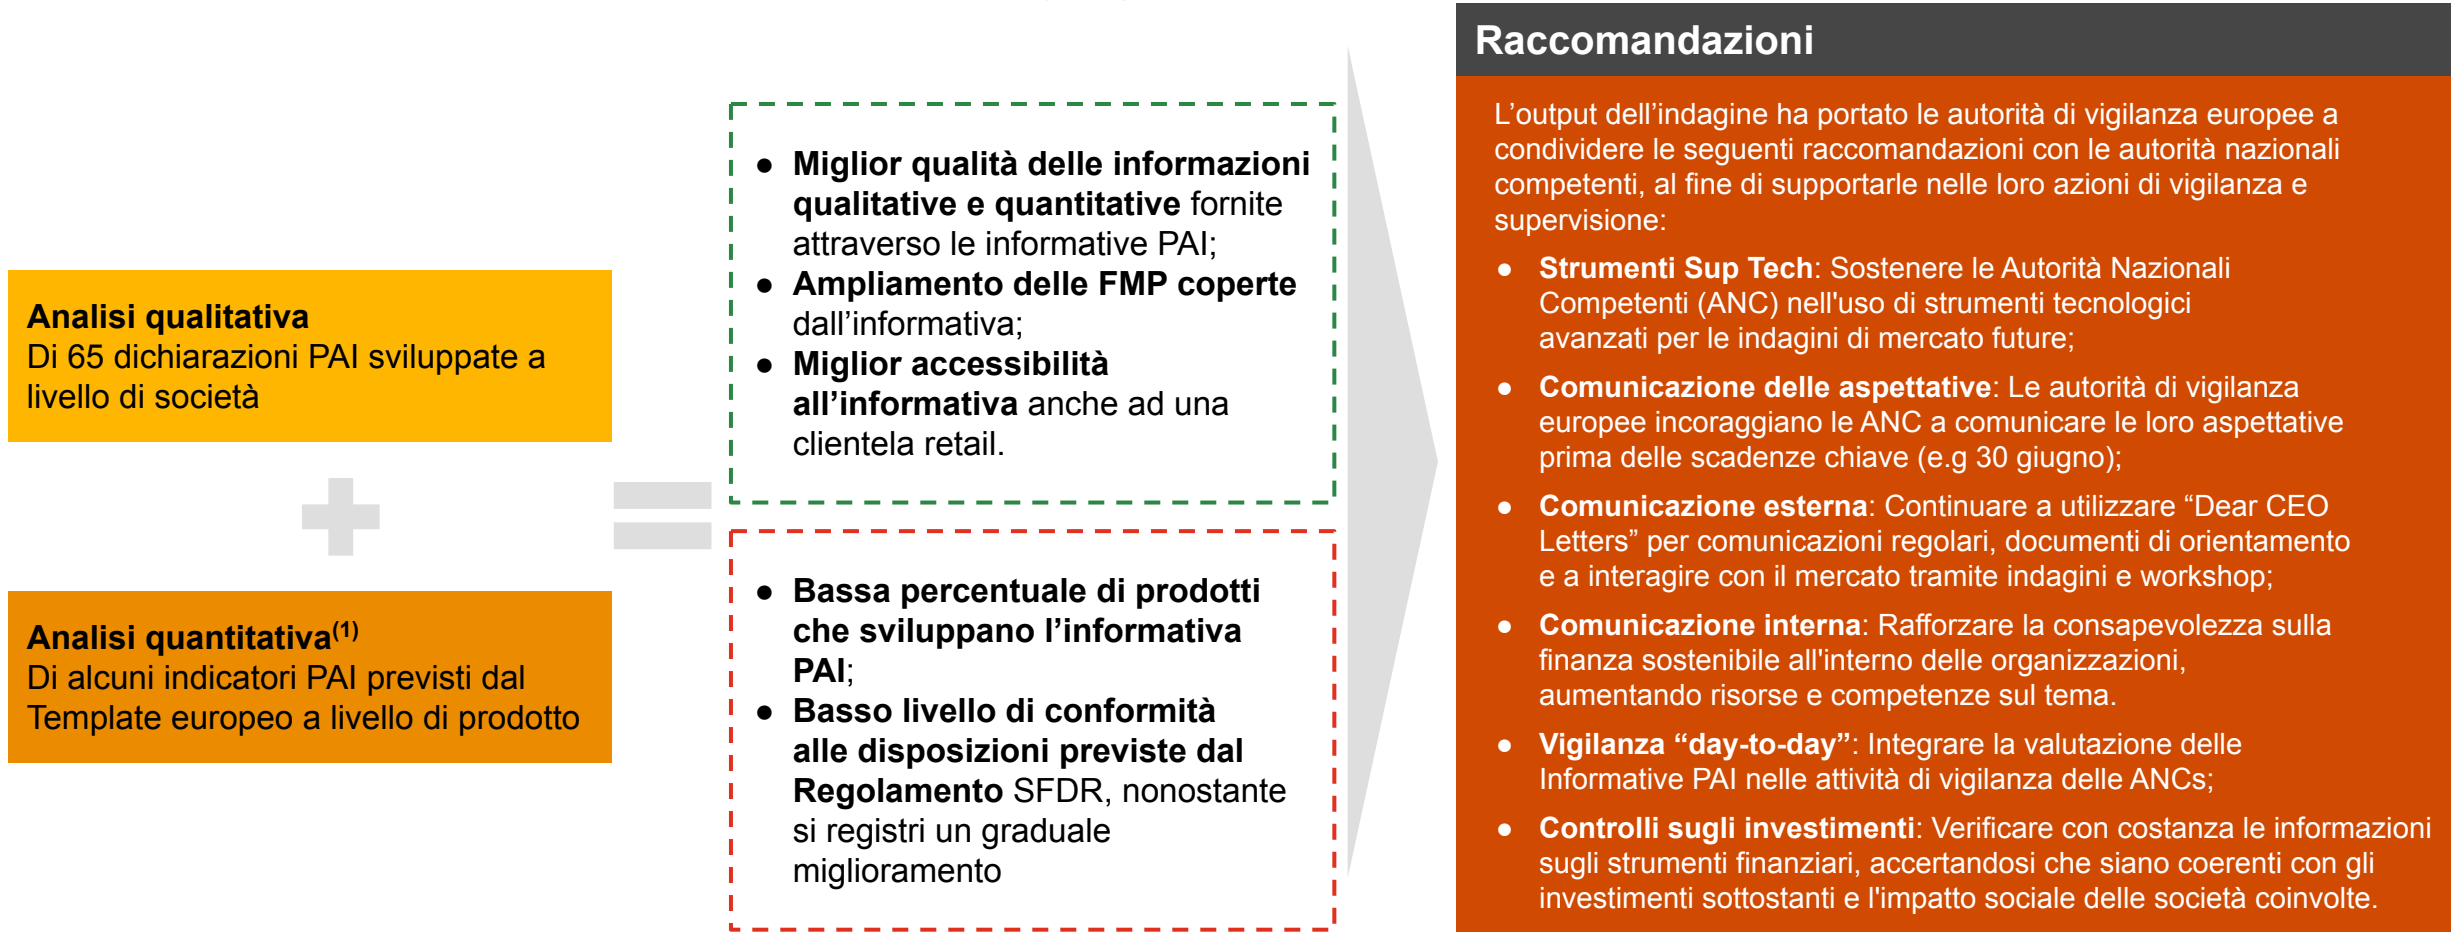 Analisi qualitativa
Di 65 dichiarazioni PAI sviluppate a
livello di società
Analisi quantitativa(1)
Di alcuni indicatori PAI previsti dal
Template europeo a livello di prodotto
● Miglior qualità delle informazioni
qualitative e quantitative fornite
attraverso le informative PAI;
● Ampliamento delle FMP coperte
dall’informativa;
● Miglior accessibilità
all’informativa anche ad una
clientela retail.
● Bassa percentuale di prodotti
che sviluppano l’informativa
PAI;
● Basso livello di conformità
alle disposizioni previste dal
Regolamento SFDR, nonostante
si registri un graduale
miglioramento
Raccomandazioni
L’output dell’indagine ha portato le autorità di vigilanza europee a
condividere le seguenti raccomandazioni con le autorità nazionali
competenti, al fine di supportarle nelle loro azioni di vigilanza e
supervisione:
● Strumenti Sup Tech: Sostenere le Autorità Nazionali
Competenti (ANC) nell'uso di strumenti tecnologici
avanzati per le indagini di mercato future;
● Comunicazione delle aspettative: Le autorità di vigilanza
europee incoraggiano le ANC a comunicare le loro aspettative
prima delle scadenze chiave (e.g 30 giugno);
● Comunicazione esterna: Continuare a utilizzare “Dear CEO
Letters” per comunicazioni regolari, documenti di orientamento
e a interagire con il mercato tramite indagini e workshop;
● Comunicazione interna: Rafforzare la consapevolezza sulla
finanza sostenibile all'interno delle organizzazioni,
aumentando risorse e competenze sul tema.
● Vigilanza “day-to-day”: Integrare la valutazione delle
Informative PAI nelle attività di vigilanza delle ANCs;
● Controlli sugli investimenti: Verificare con costanza le informazioni
sugli strumenti finanziari, accertandosi che siano coerenti con gli
investimenti sottostanti e l'impatto sociale delle società coinvolte.